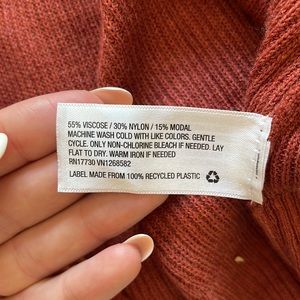 55% VISCOSE / 30% NYLON / 15% MODAL
MACHINE WASH COLD WITH LIKE COLORS. GENTLE
CYCLE. ONLY NON-CHLORINE BLEACH IF NEEDED. LAY
FLAT TO DRY. WARM IRON IF NEEDED
RN17730 VN1268582
LABEL MADE FROM 100% RECYCLED PLASTIC